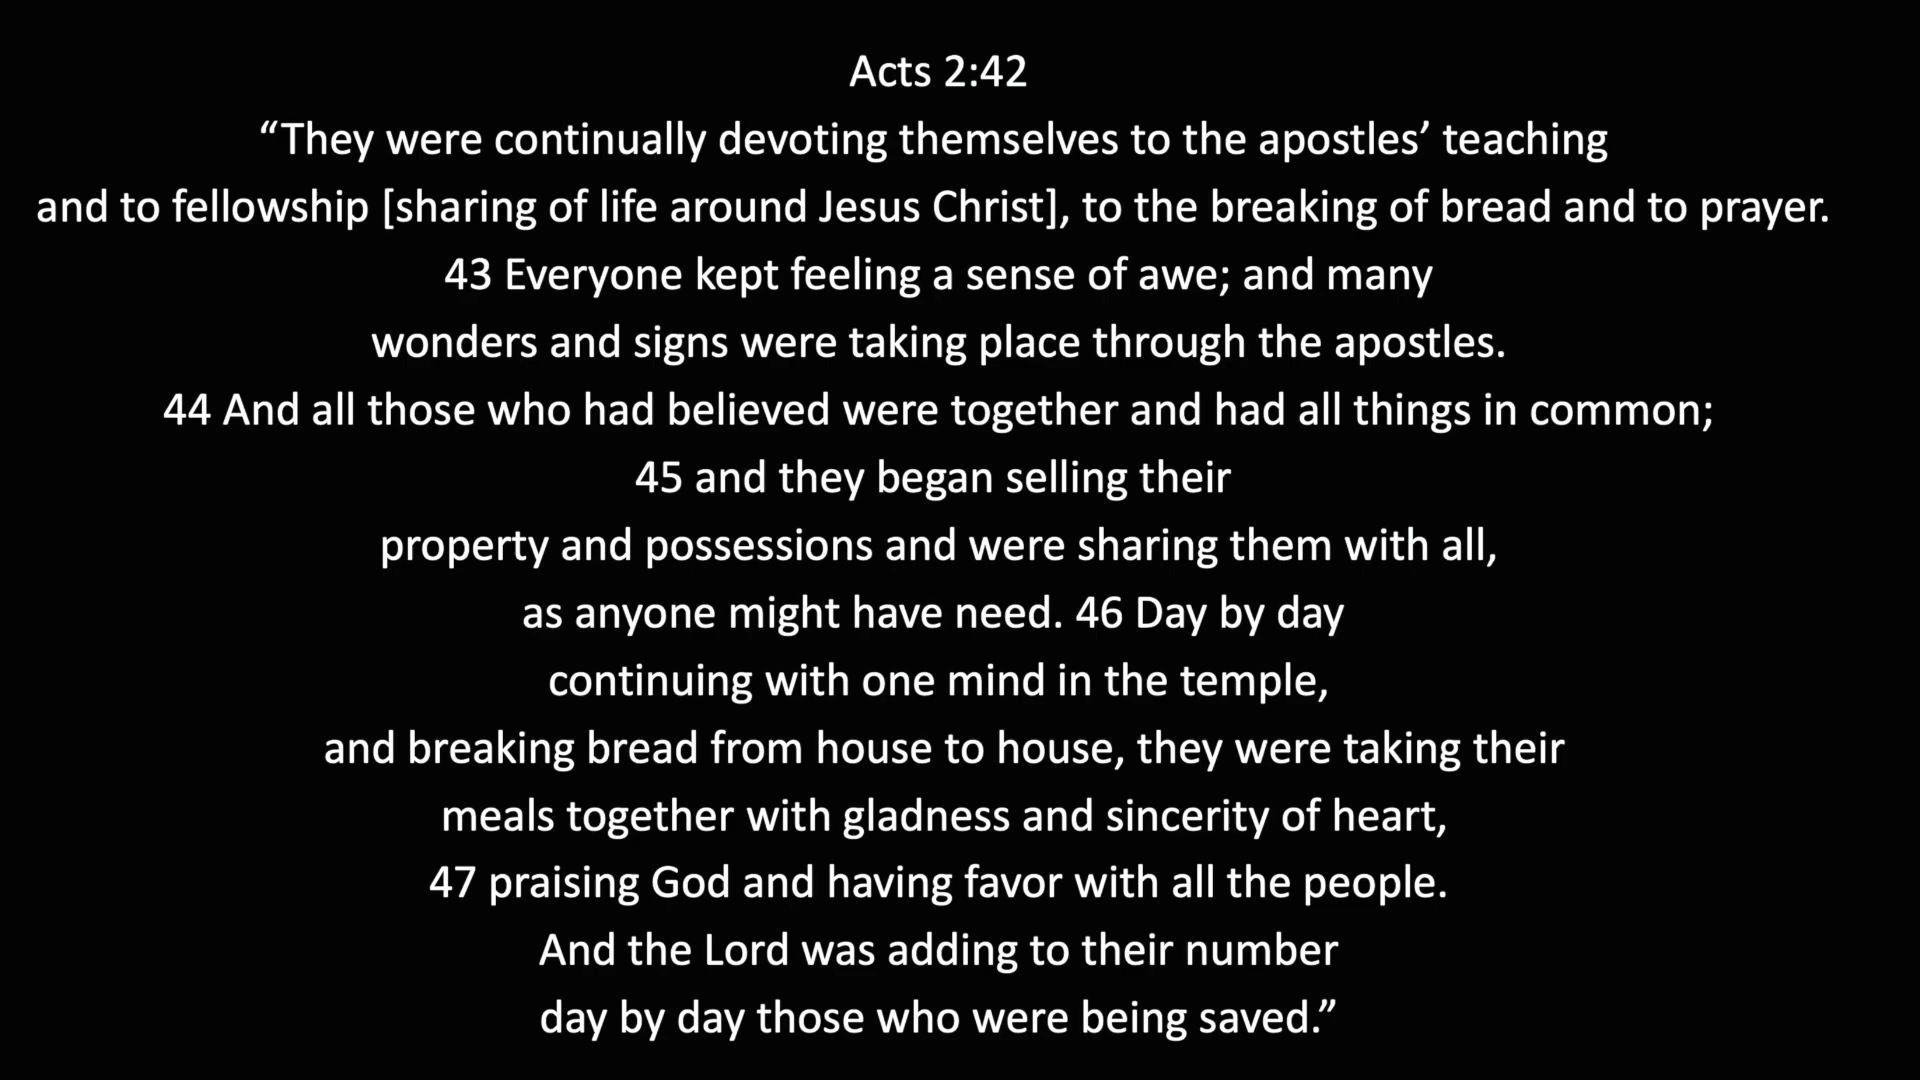 Acts 2:42
“They were continually devoting themselves to the apostles’ teaching
and to fellowship [sharing of life around Jesus Christ], to the breaking of bread and to prayer.
43 Everyone kept feeling a sense of awe; and many
wonders and signs were taking place through the apostles.
44 And all those who had believed were together and had all things in common;
45 and they began selling their
property and possessions and were sharing them with all,
as anyone might have need. 46 Day by day
continuing with one mind in the temple,
and breaking bread from house to house, they were taking their
meals together with gladness and sincerity of heart,
47 praising God and having favor with all the people.
And the Lord was adding to their number
day by day those who were being saved.”